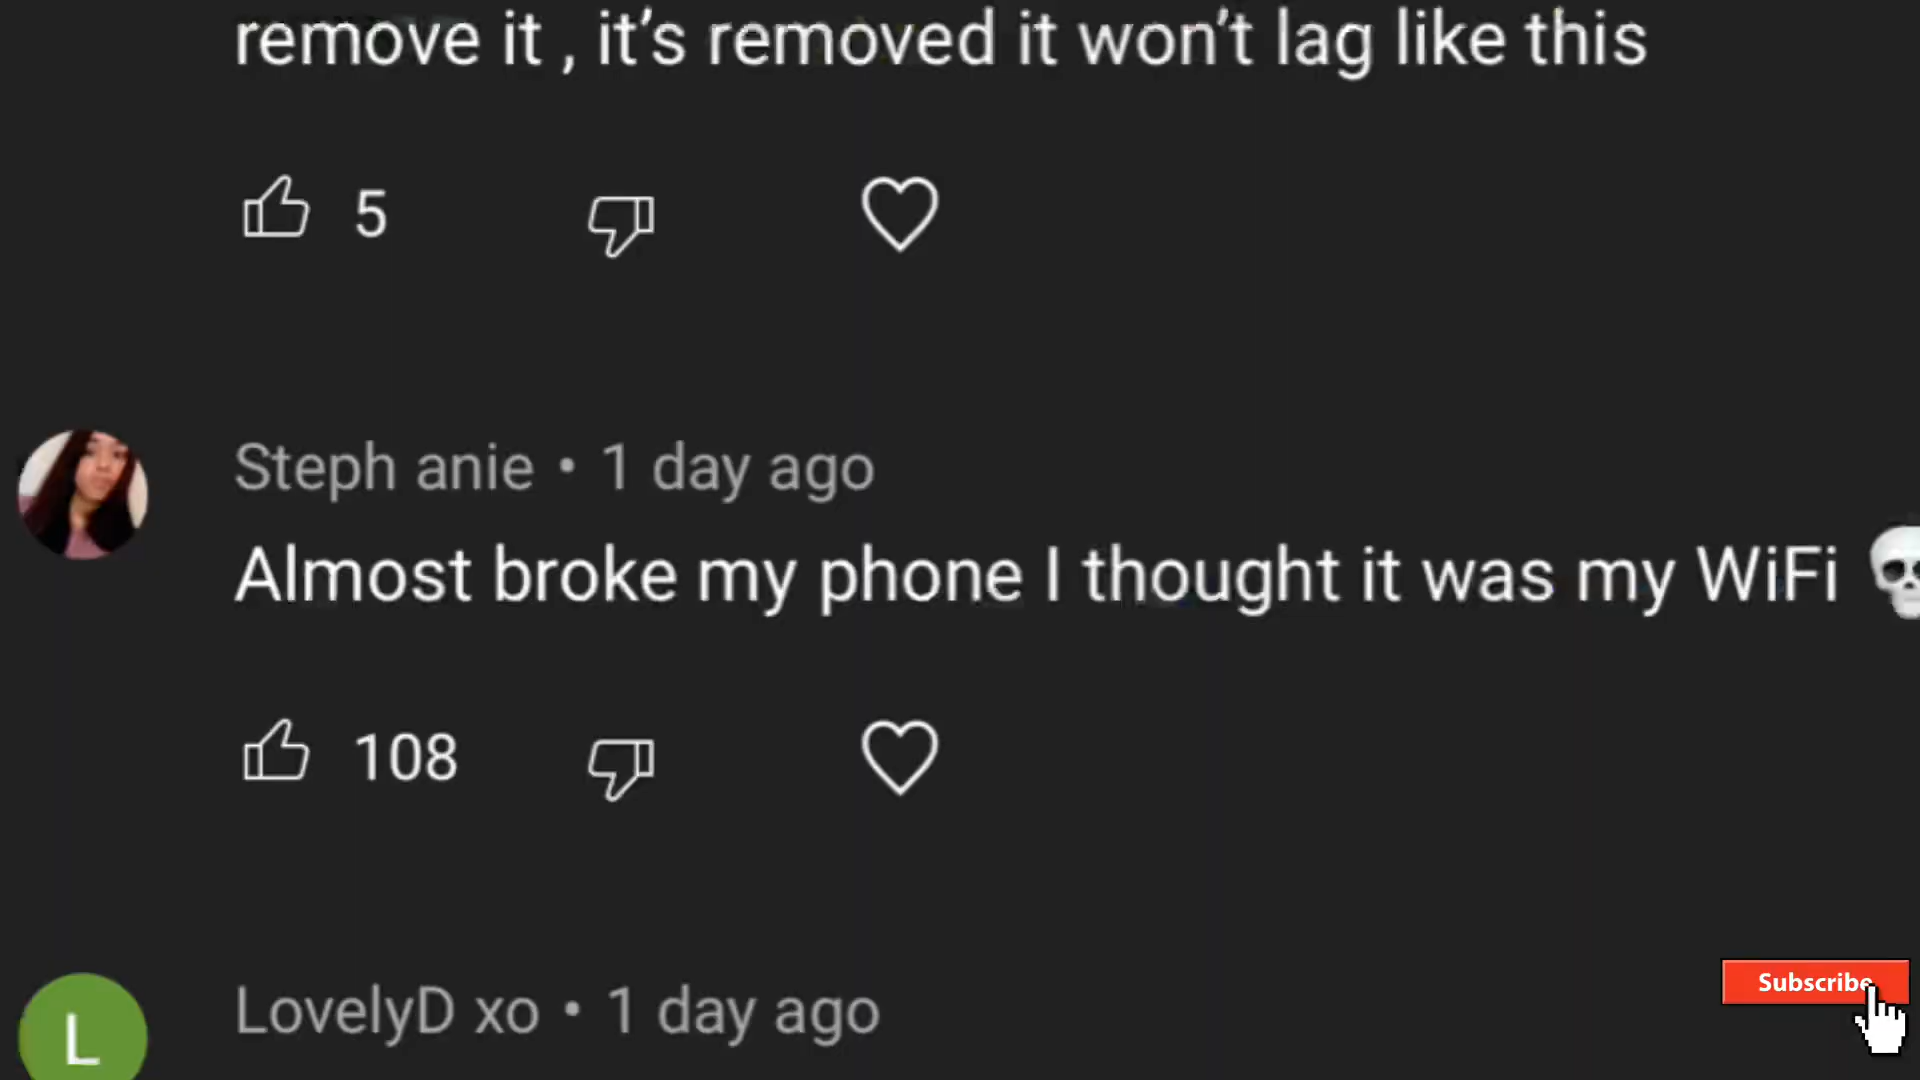 remove it , it’s removed it won’t lag like this
5
Steph anie • 1 day ago
Almost broke my phone I thought it was my WiFi 💀
108
L
LovelyD xo • 1 day ago
Subscribe